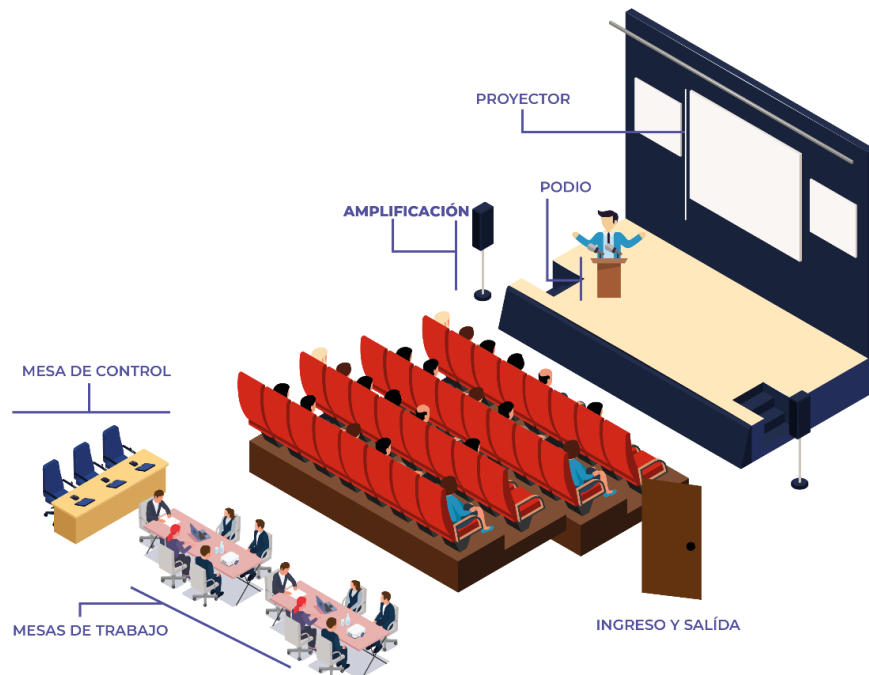 PROYECTOR
PODIO
AMPLIFICACIÓN
MESA DE CONTROL
MESAS DE TRABAJO
INGRESO Y SALÍDA